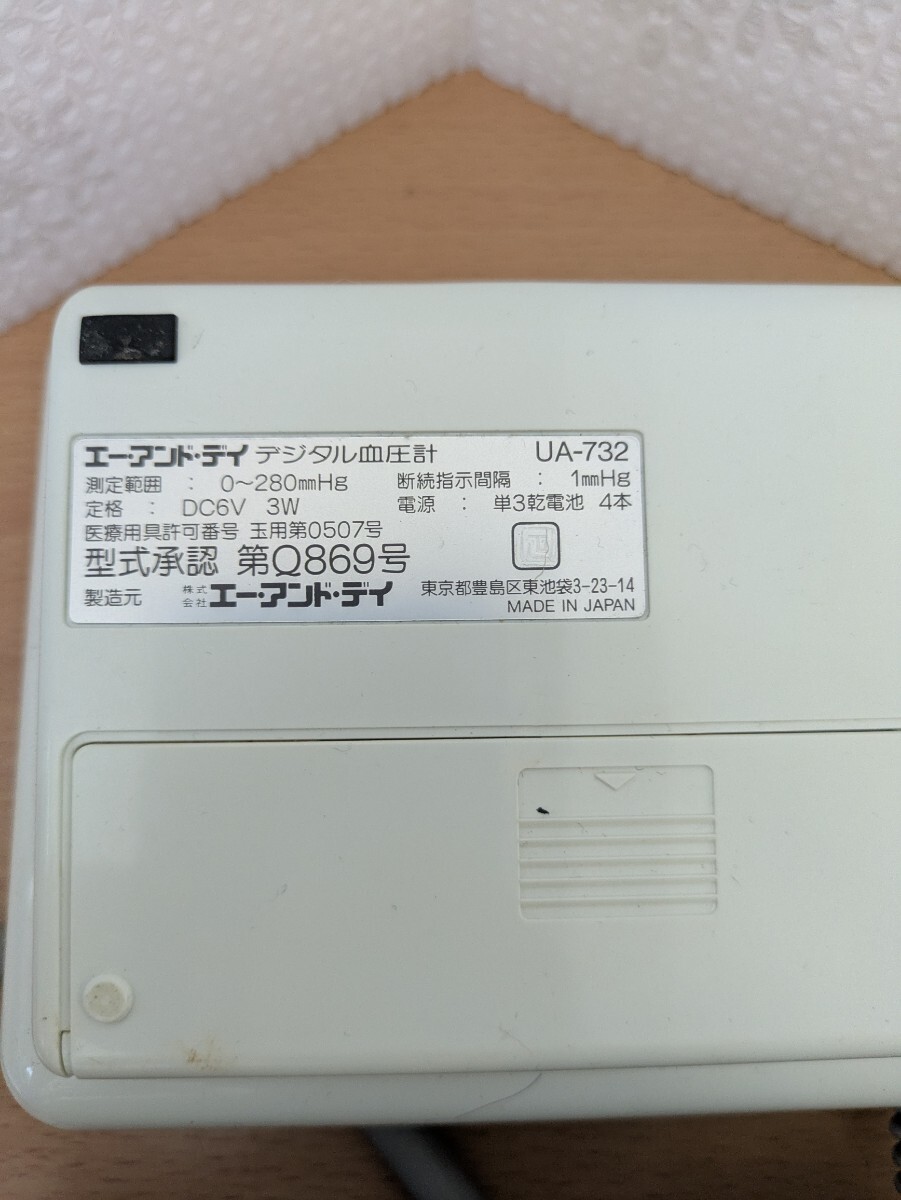 エー・アンド・デイ デジタル血圧計 UA-732
測定範囲 : 0～280mmHg 断続指示間隔 : 1mmHg
定格 : DC6V 3W 電源 : 単3乾電池 4本
医療用具許可番号 玉用第0507号
型式承認 第Q869号
製造元 株式会社 エー・アンド・デイ 東京都豊島区東池袋3-23-14
MADE IN JAPAN